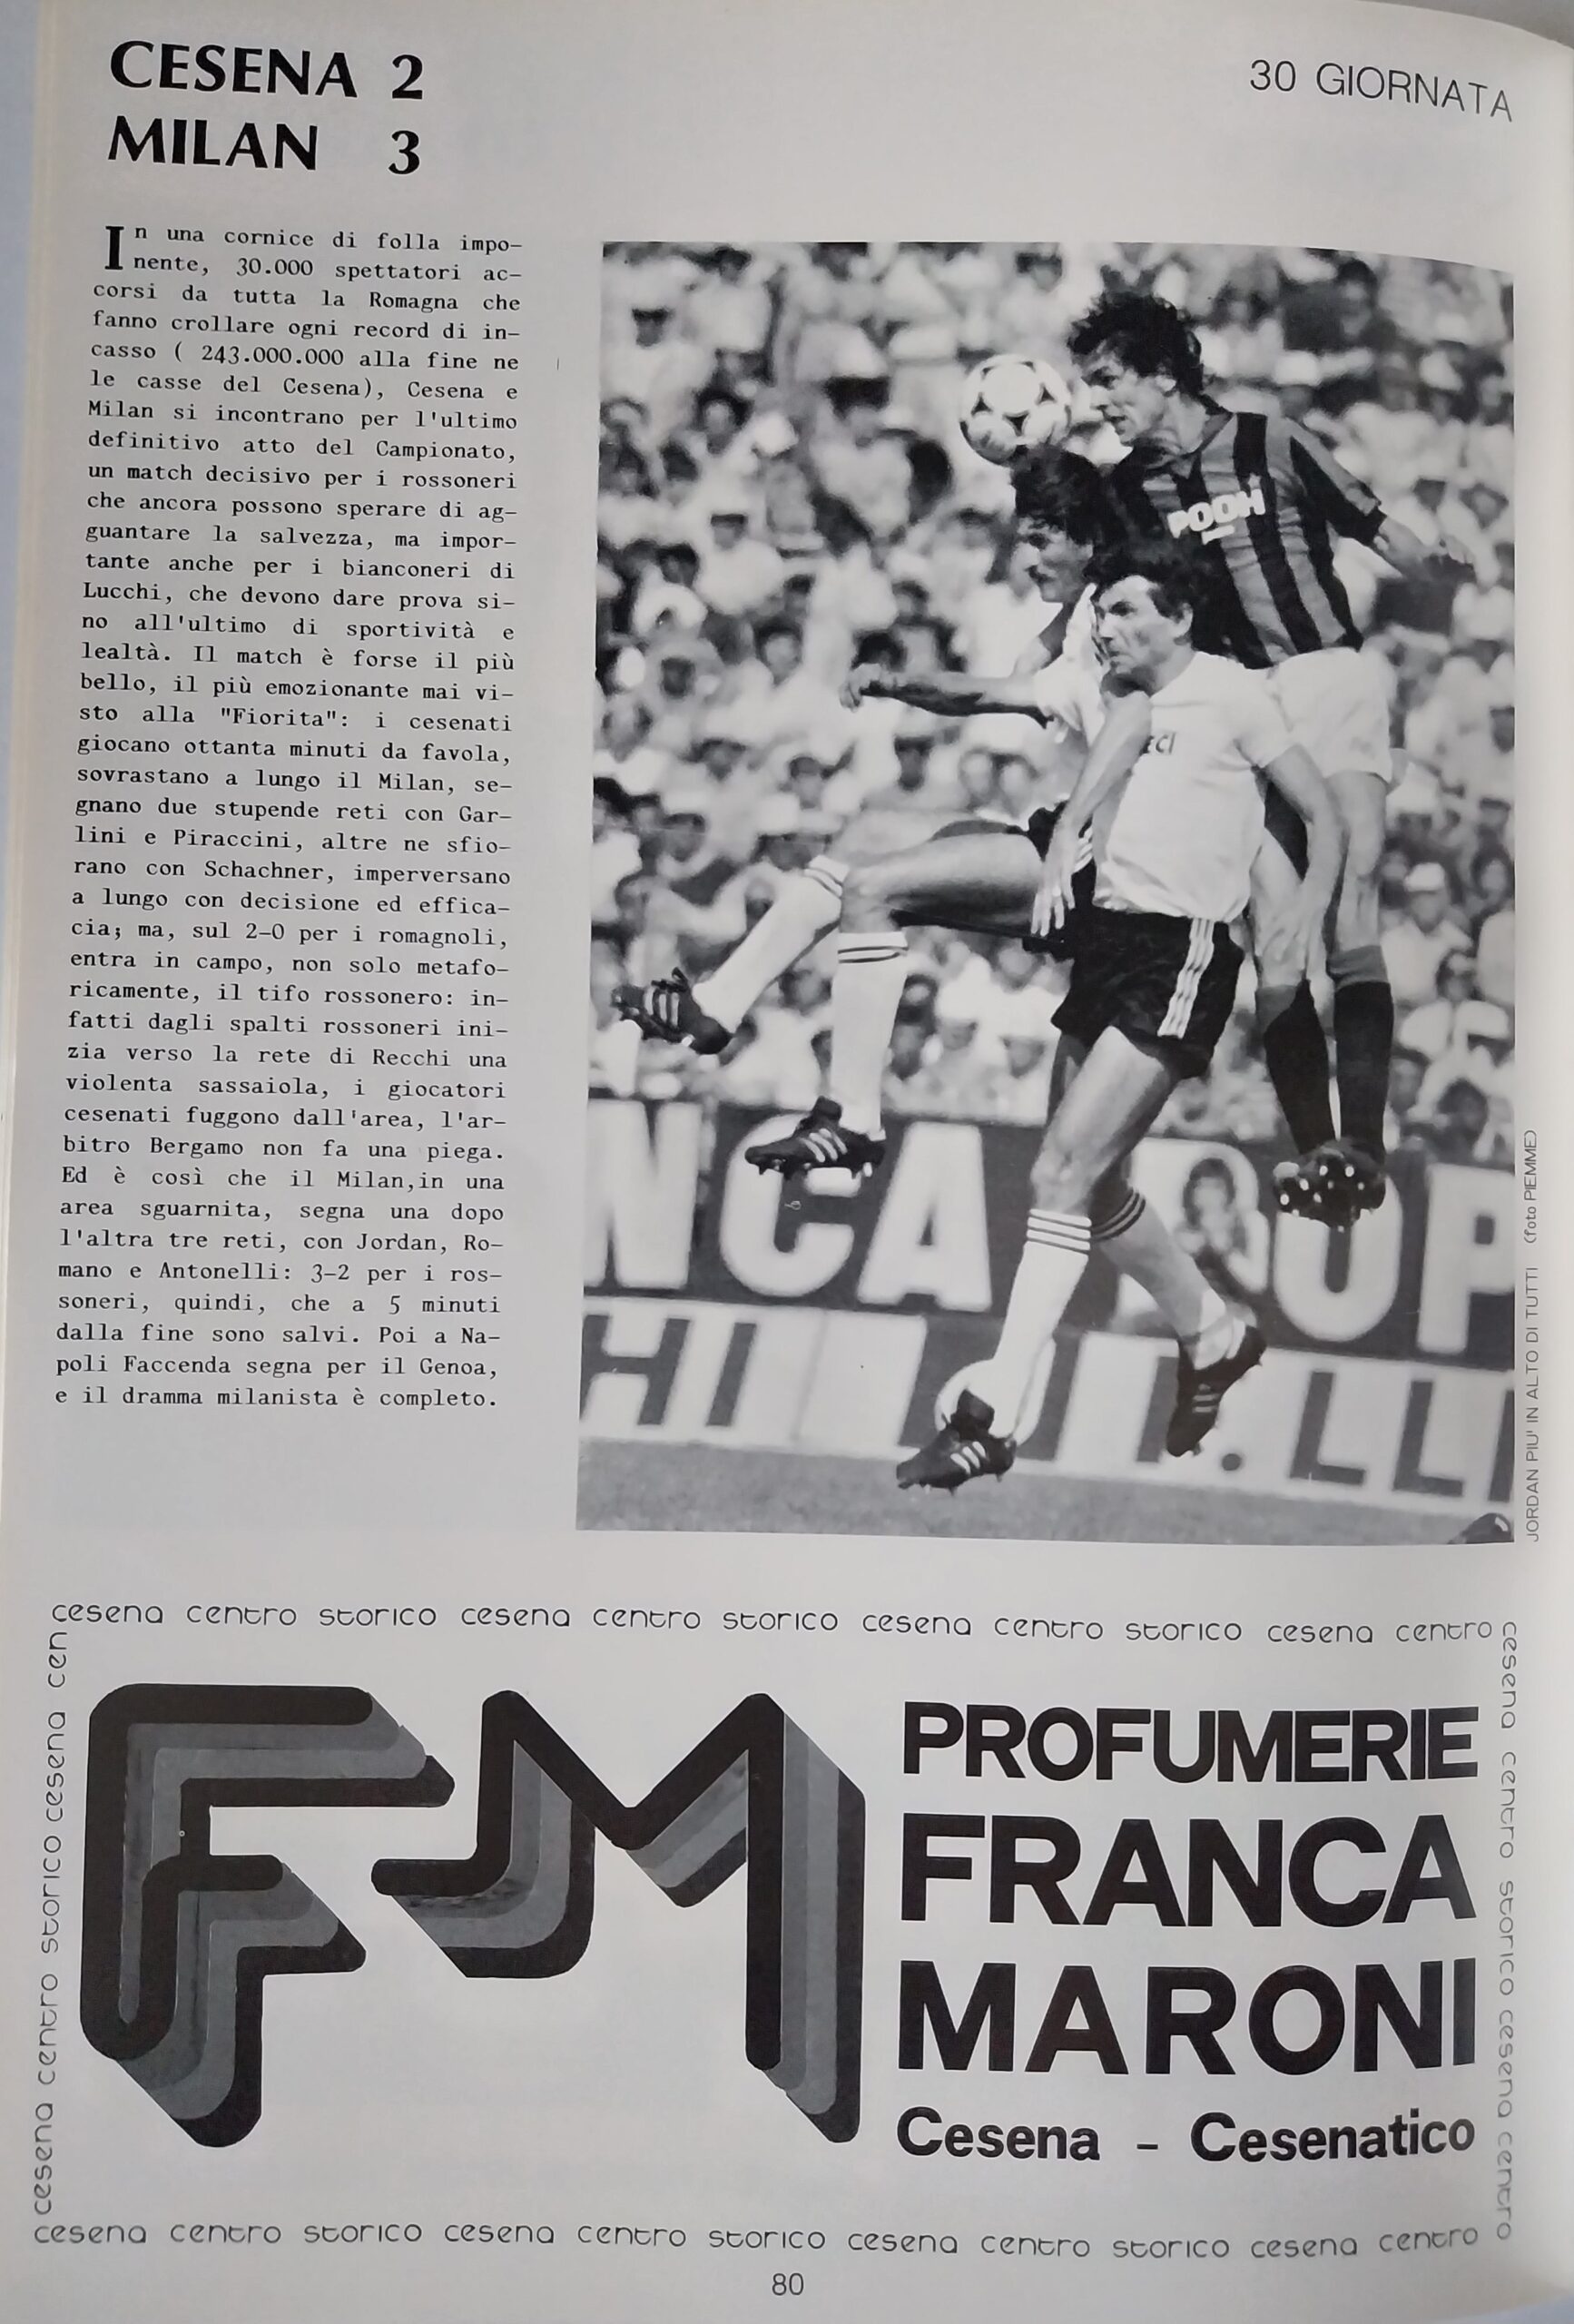 CESENA 2
MILAN 3
30 GIORNATA
In una cornice di folla impo-
nente, 30.000 spettatori ac-
corsi da tutta la Romagna che
fanno crollare ogni record di in-
casso ( 243.000.000 alla fine ne
le casse del Cesena), Cesena e
Milan si incontrano per l'ultimo
definitivo atto del Campionato,
un match decisivo per i rossoneri
che ancora possono sperare di ag-
guantare la salvezza, ma impor-
tante anche per i bianconeri di
Lucchi, che devono dare prova si-
no all'ultimo di sportività e
lealtà. Il match è forse il più
bello, il più emozionante mai vi-
sto alla "Fiorita": i cesenati
giocano ottanta minuti da favola,
sovrastano a lungo il Milan, se-
gnano due stupende reti con Gar-
lini e Piraccini, altre ne sfio-
rano con Schachner, imperversano
a lungo con decisione ed effica-
cia; ma, sul 2-0 per i romagnoli,
entra in campo, non solo metafo-
ricamente, il tifo rossonero: in-
fatti dagli spalti rossoneri ini-
zia verso la rete di Recchi una
violenta sassaiola, i giocatori
cesenati fuggono dall'area, l'ar-
bitro Bergamo non fa una piega.
Ed è così che il Milan,in una
area sguarnita, segna una dopo
l'altra tre reti, con Jordan, Ro-
mano e Antonelli: 3-2 per i ros-
soneri, quindi, che a 5 minuti
dalla fine sono salvi. Poi a Na-
poli Faccenda segna per il Genoa,
e il dramma milanista è completo.
POOH
JORDAN PIU' IN ALTO DI TUTTI (foto PIEMME)
cesena centro storico cesena centro storico cesena centro storico cesena centro
cesena centro storico cesena centro storico cesena cen
FM
PROFUMERIE
FRANCA
MARONI
Cesena - Cesenatico
cesena centro storico cesena centro
cesena centro storico cesena centro storico cesena centro storico cesena centro
80